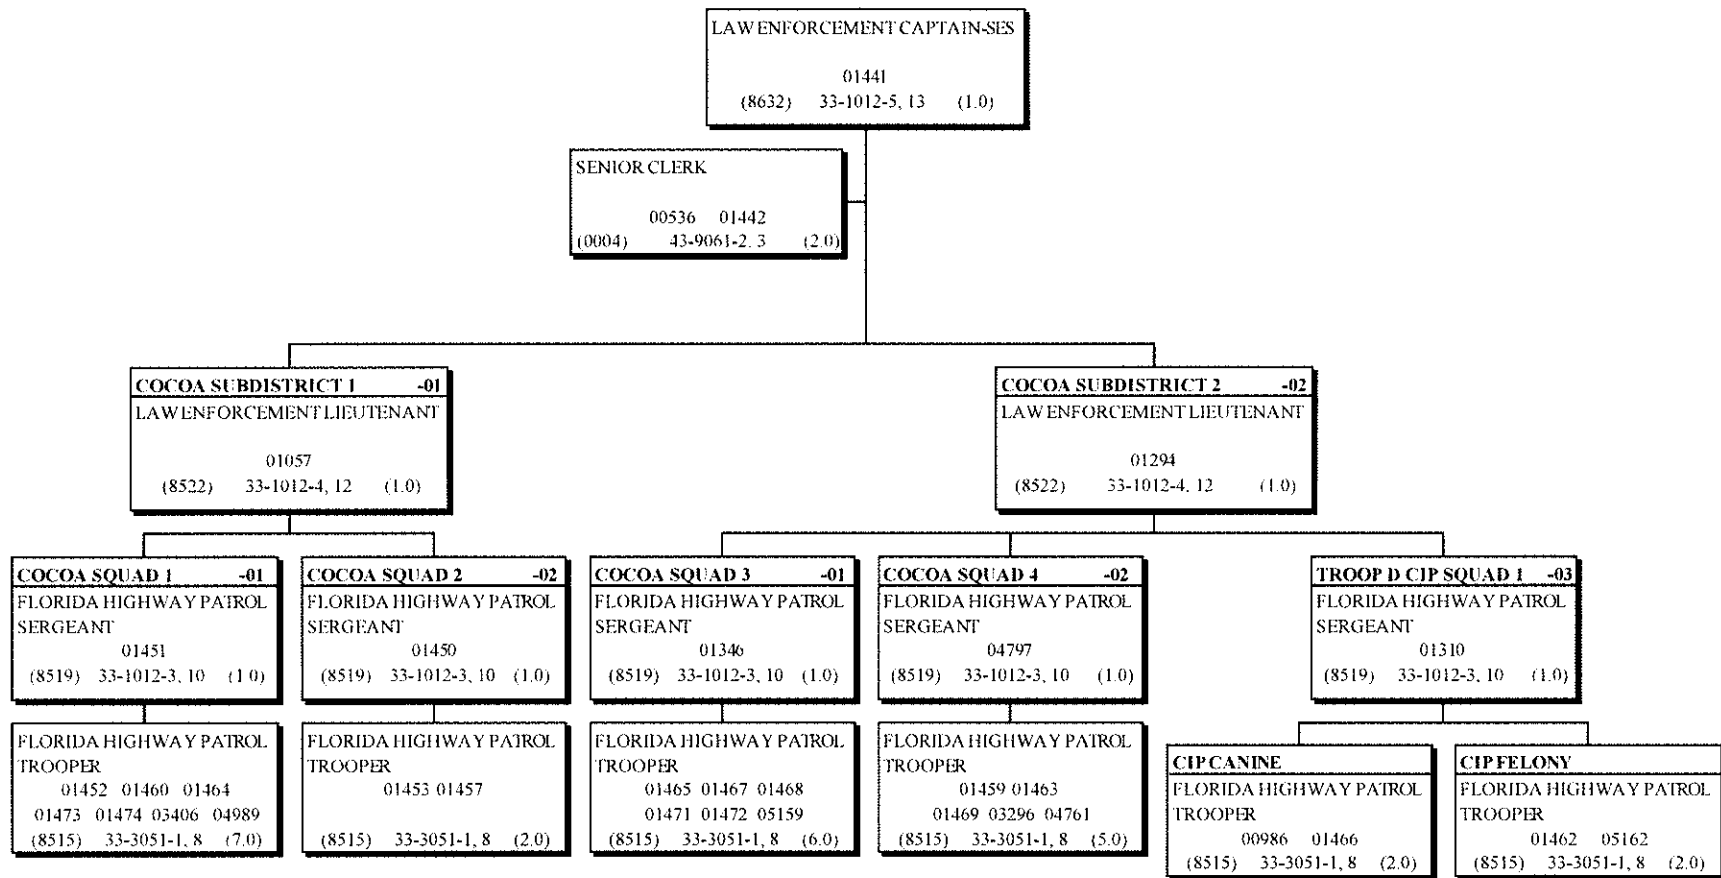 LAW ENFORCEMENT CAPTAIN-SES
01441
(8632) 33-1012-5, 13 (1.0)
SENIOR CLERK
00536 01442
(0004) 43-9061-2, 3 (2.0)
COCOA SUBDISTRICT 1 -01
LAW ENFORCEMENT LIEUTENANT
01057
(8522) 33-1012-4, 12 (1.0)
COCOA SUBDISTRICT 2 -02
LAW ENFORCEMENT LIEUTENANT
01294
(8522) 33-1012-4, 12 (1.0)
COCOA SQUAD 1 -01
FLORIDA HIGHWAY PATROL
SERGEANT
01451
(8519) 33-1012-3, 10 (1.0)
COCOA SQUAD 2 -02
FLORIDA HIGHWAY PATROL
SERGEANT
01450
(8519) 33-1012-3, 10 (1.0)
COCOA SQUAD 3 -01
FLORIDA HIGHWAY PATROL
SERGEANT
01346
(8519) 33-1012-3, 10 (1.0)
COCOA SQUAD 4 -02
FLORIDA HIGHWAY PATROL
SERGEANT
04797
(8519) 33-1012-3, 10 (1.0)
TROOP D CIP SQUAD 1 -03
FLORIDA HIGHWAY PATROL
SERGEANT
01310
(8519) 33-1012-3, 10 (1.0)
FLORIDA HIGHWAY PATROL
TROOPER
01452 01460 01464
01473 01474 03406 04989
(8515) 33-3051-1, 8 (7.0)
FLORIDA HIGHWAY PATROL
TROOPER
01453 01457
(8515) 33-3051-1, 8 (2.0)
FLORIDA HIGHWAY PATROL
TROOPER
01465 01467 01468
01471 01472 05159
(8515) 33-3051-1, 8 (6.0)
FLORIDA HIGHWAY PATROL
TROOPER
01459 01463
01469 03296 04761
(8515) 33-3051-1, 8 (5.0)
CIP CANINE
FLORIDA HIGHWAY PATROL
TROOPER
00986 01466
(8515) 33-3051-1, 8 (2.0)
CIP FELONY
FLORIDA HIGHWAY PATROL
TROOPER
01462 05162
(8515) 33-3051-1, 8 (2.0)